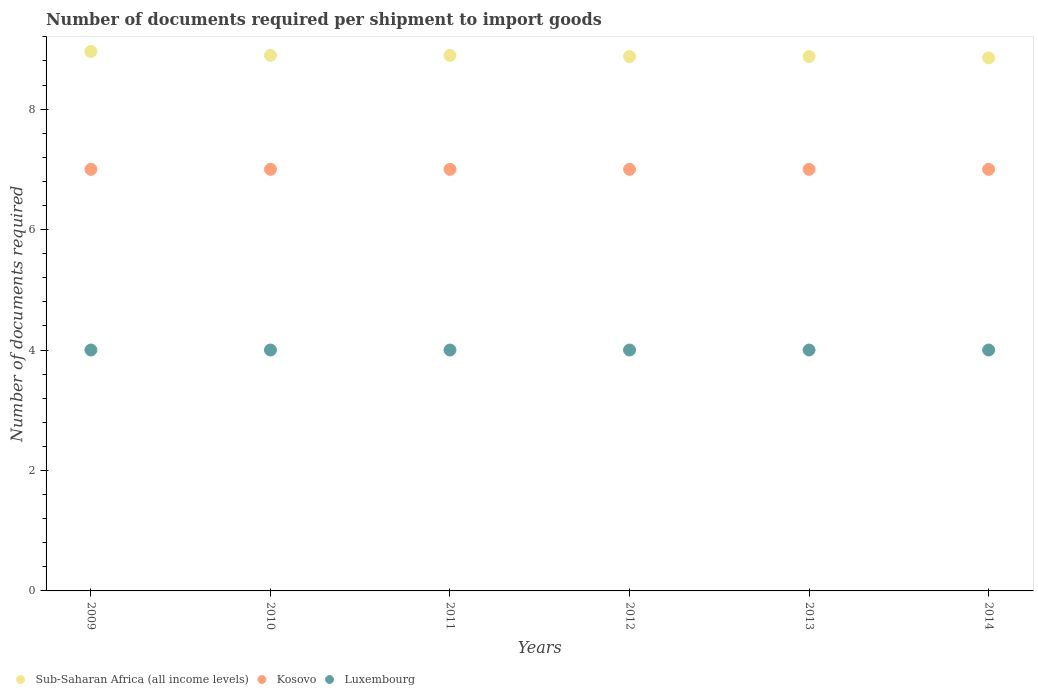 Number of documents required per shipment to import goods
Number of documents required
8
6
4
2
0
2009
2010
2011
2012
2013
2014
Years
Sub-Saharan Africa (all income levels)
Kosovo
Luxembourg